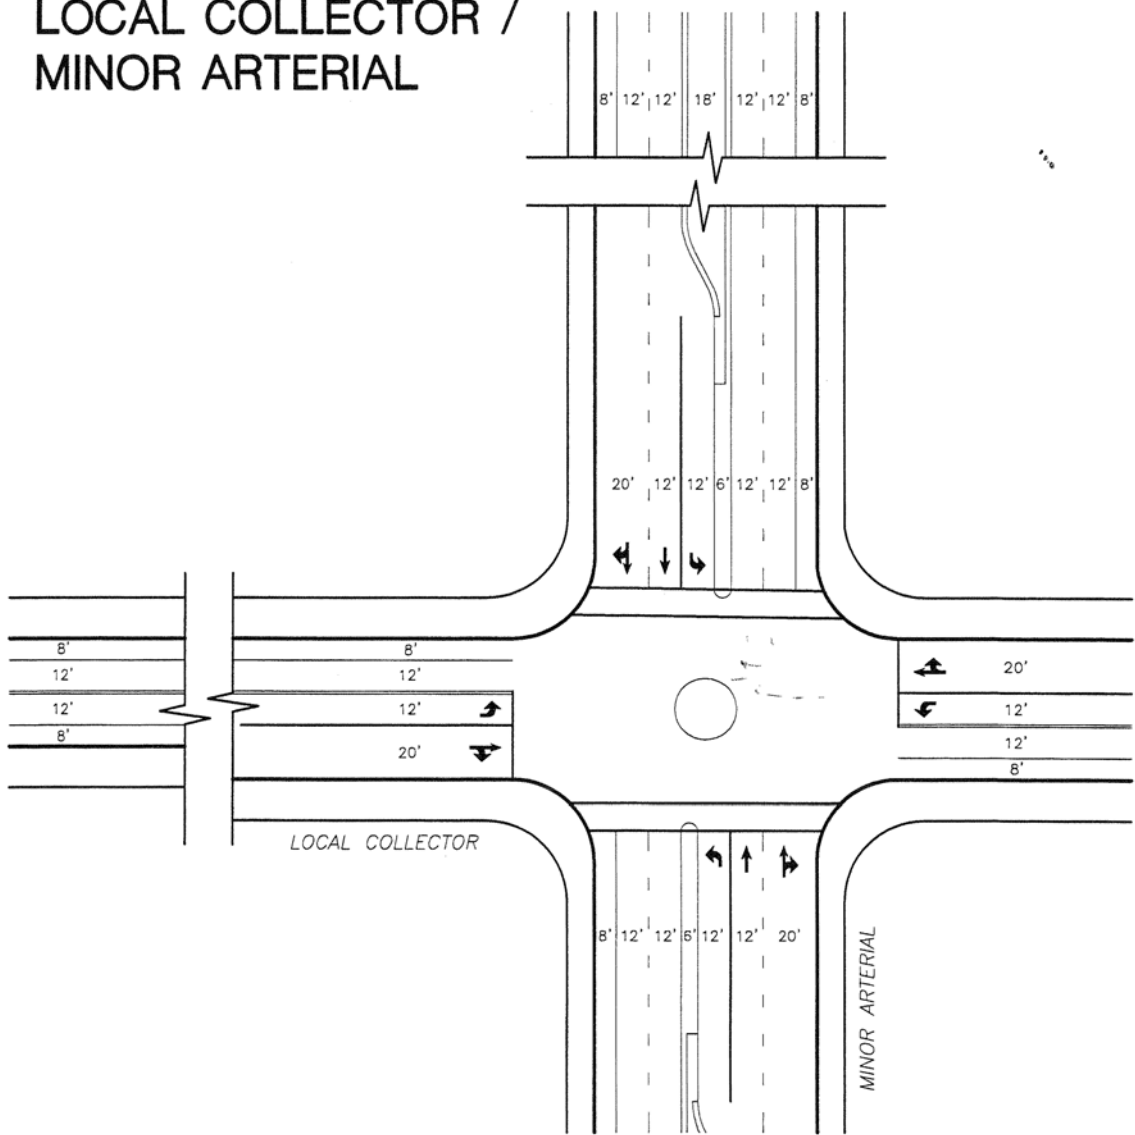 LOCAL COLLECTOR /
MINOR ARTERIAL
8' 12' 12' 18' 12' 12' 8'
20' 12' 12' 6' 12' 12' 8'
8'
12'
12'
8'
8'
12'
12'
20'
20'
12'
12'
8'
LOCAL COLLECTOR
8' 12' 12' 6' 12' 12' 20'
MINOR ARTERIAL